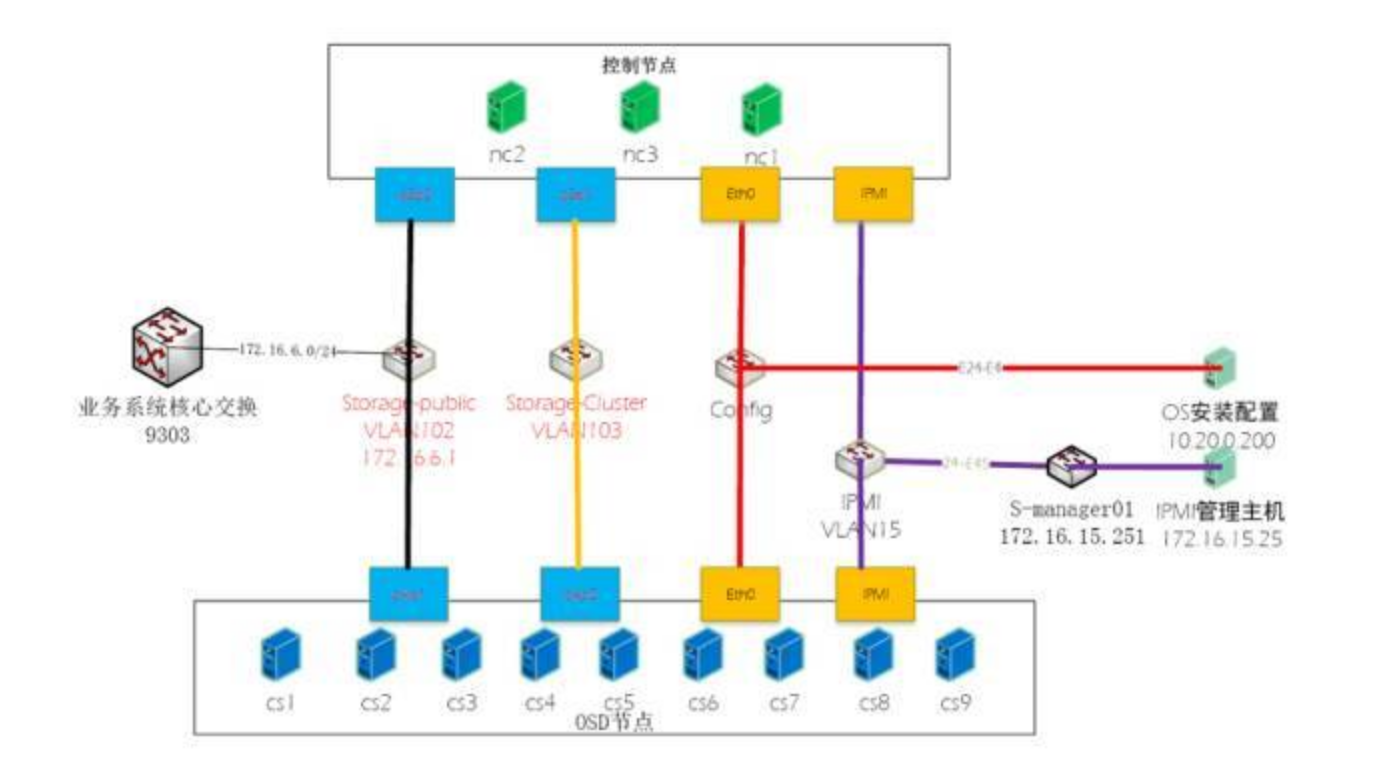 控制节点
nc2
nc3
nc1
Eth0
IPMI
172.16.6.0/24
E24-E4
业务系统核心交换
9303
Storage-public
VLAN102
172.16.6.1
Storage-Cluster
VLAN103
Config
OS安装配置
10.20.0.200
24-E45
IPMI
VLAN15
S-manager01
172.16.15.251
IPMI管理主机
172.16.15.25
Eth0
IPMI
cs1
cs2
cs3
cs4
cs5
cs6
cs7
cs8
cs9
OSD节点